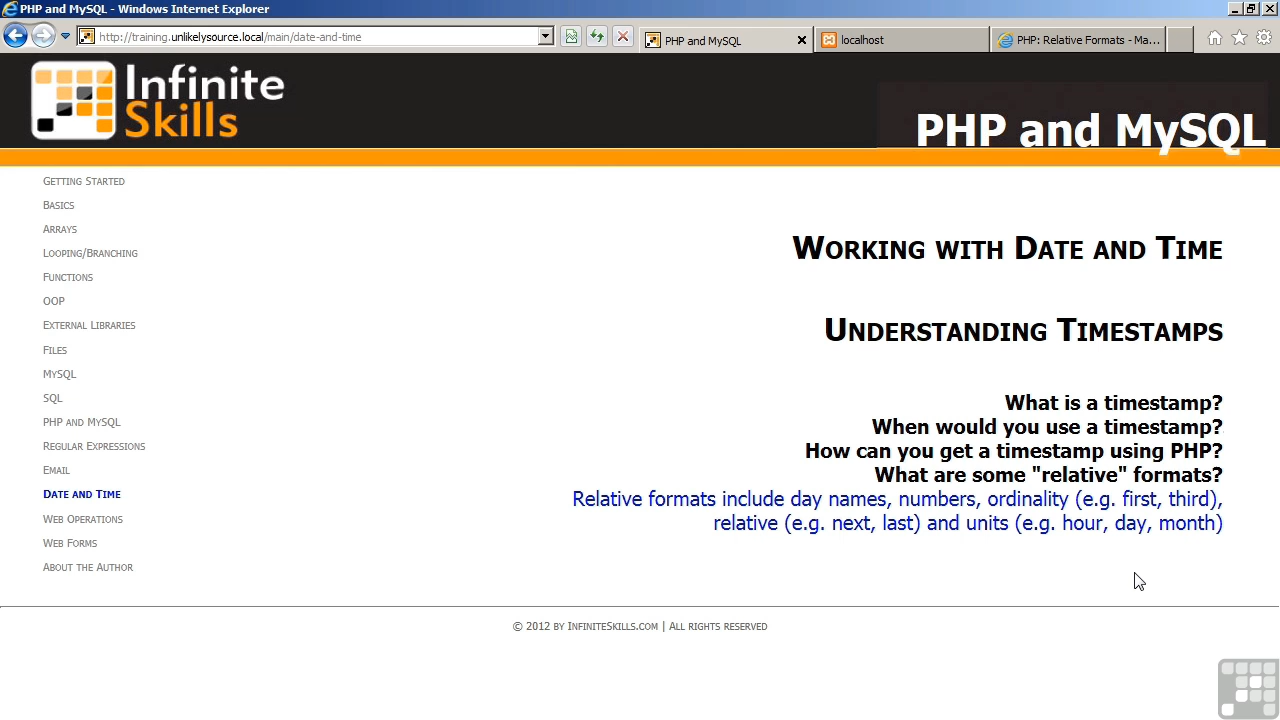 PHP and MySQL - Windows Internet Explorer
http://training.unlikelysource.local/main/date-and-time
PHP and MySQL
localhost
PHP: Relative Formats - Ma...
Infinite
Skills
PHP and MySQL
Getting Started
Basics
Arrays
Looping/Branching
Functions
OOP
External Libraries
Files
MySQL
SQL
PHP and MySQL
Regular Expressions
Email
Date and Time
Web Operations
Web Forms
About the Author
Working with Date and Time
Understanding Timestamps
What is a timestamp?
When would you use a timestamp?
How can you get a timestamp using PHP?
What are some "relative" formats?
Relative formats include day names, numbers, ordinality (e.g. first, third),
relative (e.g. next, last) and units (e.g. hour, day, month)
© 2012 by InfiniteSkills.com | All rights reserved